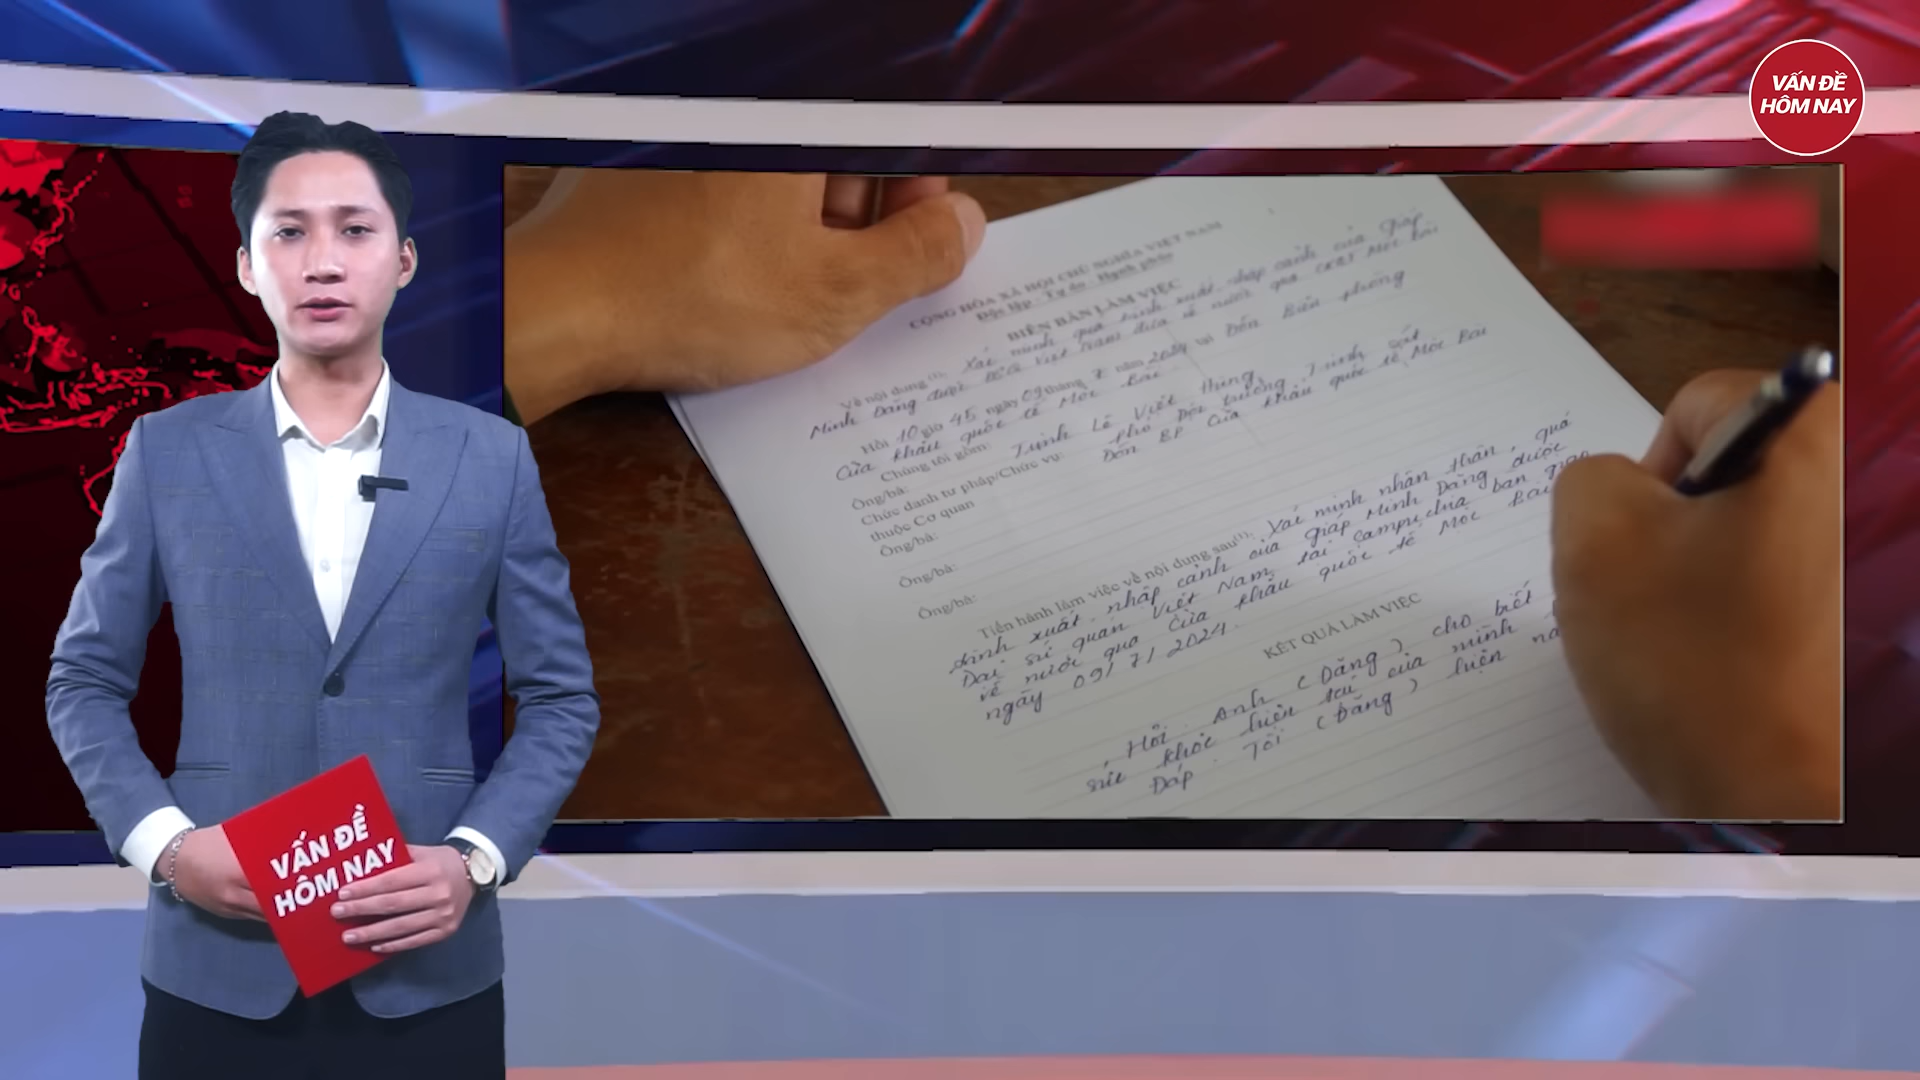 VẤN ĐỀ
HÔM NAY
CỘNG HÒA XÃ HỘI CHỦ NGHĨA VIỆT NAM
Độc lập - Tự do - Hạnh phúc
BIÊN BẢN LÀM VIỆC
Về nội dung(1): Xác minh quá trình xuất nhập cảnh của Giáp
Minh Đăng được ĐSQ Việt Nam đưa về nước qua CKQT Mộc Bài
Hồi 10 giờ 45, ngày 09 tháng 7 năm 2024 tại Đồn Biên phòng
Cửa khẩu quốc tế Mộc Bài
Chúng tôi gồm:
Ông/bà: Trịnh Lê Viết Hùng
Chức danh tư pháp/Chức vụ: Phó Đội trưởng Trinh sát
thuộc Cơ quan Đồn BP Cửa khẩu quốc tế Mộc Bài
Ông/bà:
Ông/bà:
Ông/bà:
Tiến hành làm việc về nội dung sau(1): Xác minh nhân thân, quá
trình xuất nhập cảnh của Giáp Minh Đăng được
Đại sứ quán Việt Nam tại Campuchia bàn giao
về nước qua Cửa khẩu quốc tế Mộc Bài
ngày 09/7/2024.
KẾT QUẢ LÀM VIỆC
Hỏi Anh (Đăng) cho biết
sức khỏe hiện tại của mình
Đáp Tôi (Đăng) hiện
VẤN ĐỀ
HÔM NAY